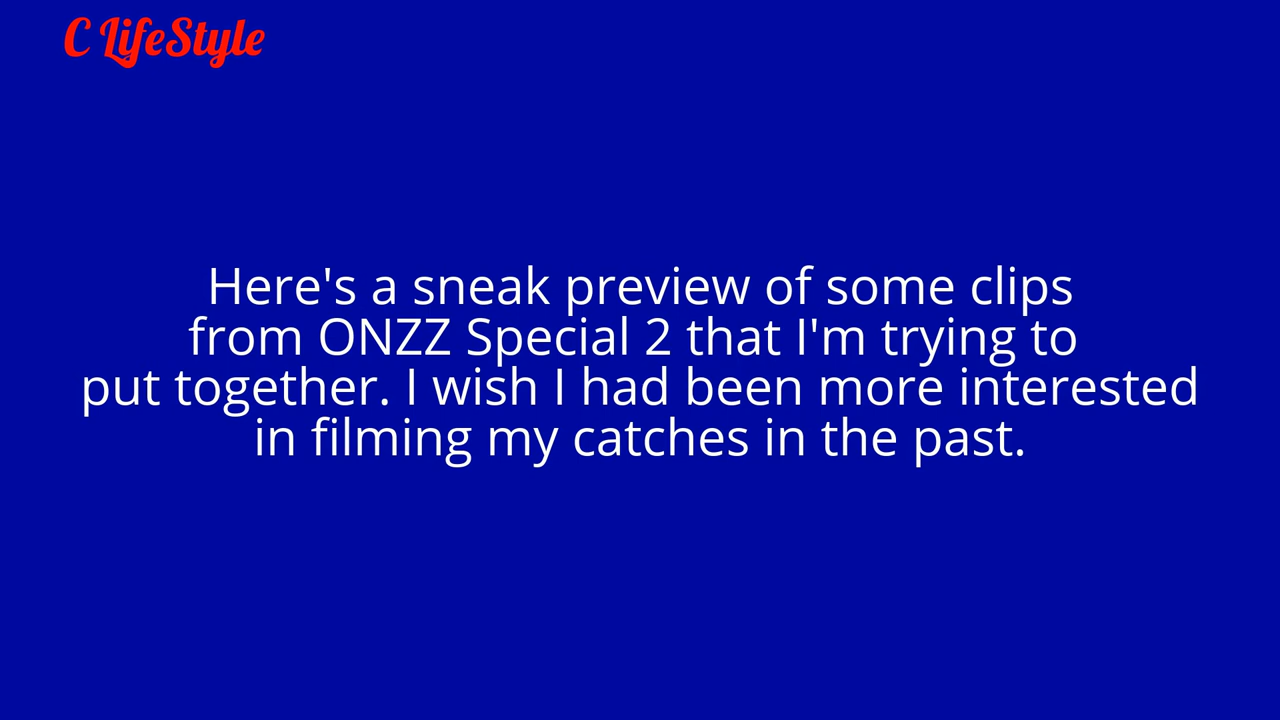 C LifeStyle
Here's a sneak preview of some clips
from ONZZ Special 2 that I'm trying to
put together. I wish I had been more interested
in filming my catches in the past.